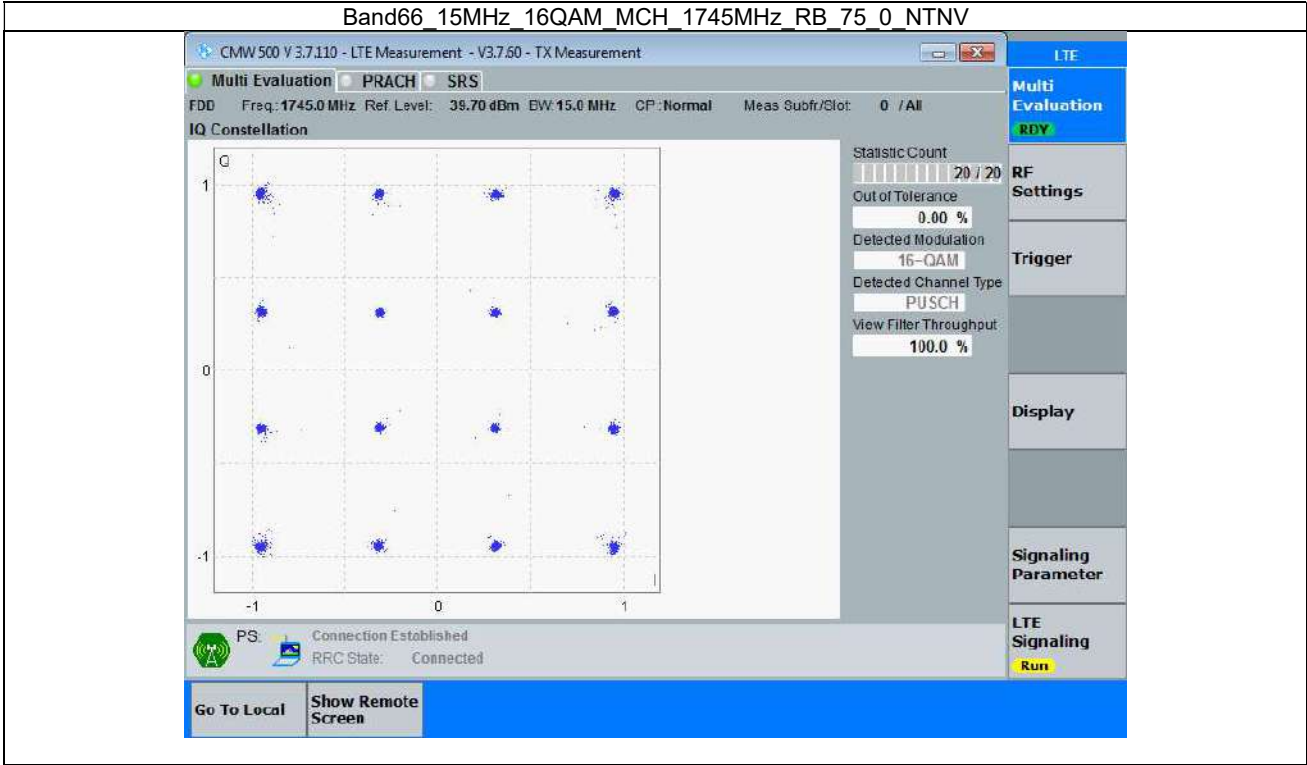 Band66_15MHz_16QAM_MCH_1745MHz_RB_75_0_NTNV
CMW 500 V 3.7.110 - LTE Measurement - V3.7.60 - TX Measurement
LTE
Multi Evaluation PRACH SRS
FDD Freq.: 1745.0 MHz Ref. Level: 39.70 dBm BW: 15.0 MHz CP: Normal Meas Subfr/Slot: 0 / All
IQ Constellation
Q
1
0
-1
-1 0 1
I
Statistic Count
20 / 20
Out of Tolerance
0.00 %
Detected Modulation
16-QAM
Detected Channel Type
PUSCH
View Filter Throughput
100.0 %
Multi
Evaluation
RDY
RF
Settings
Trigger
Display
Signaling
Parameter
LTE
Signaling
Run
PS:
Connection Established
RRC State: Connected
Go To Local
Show Remote
Screen